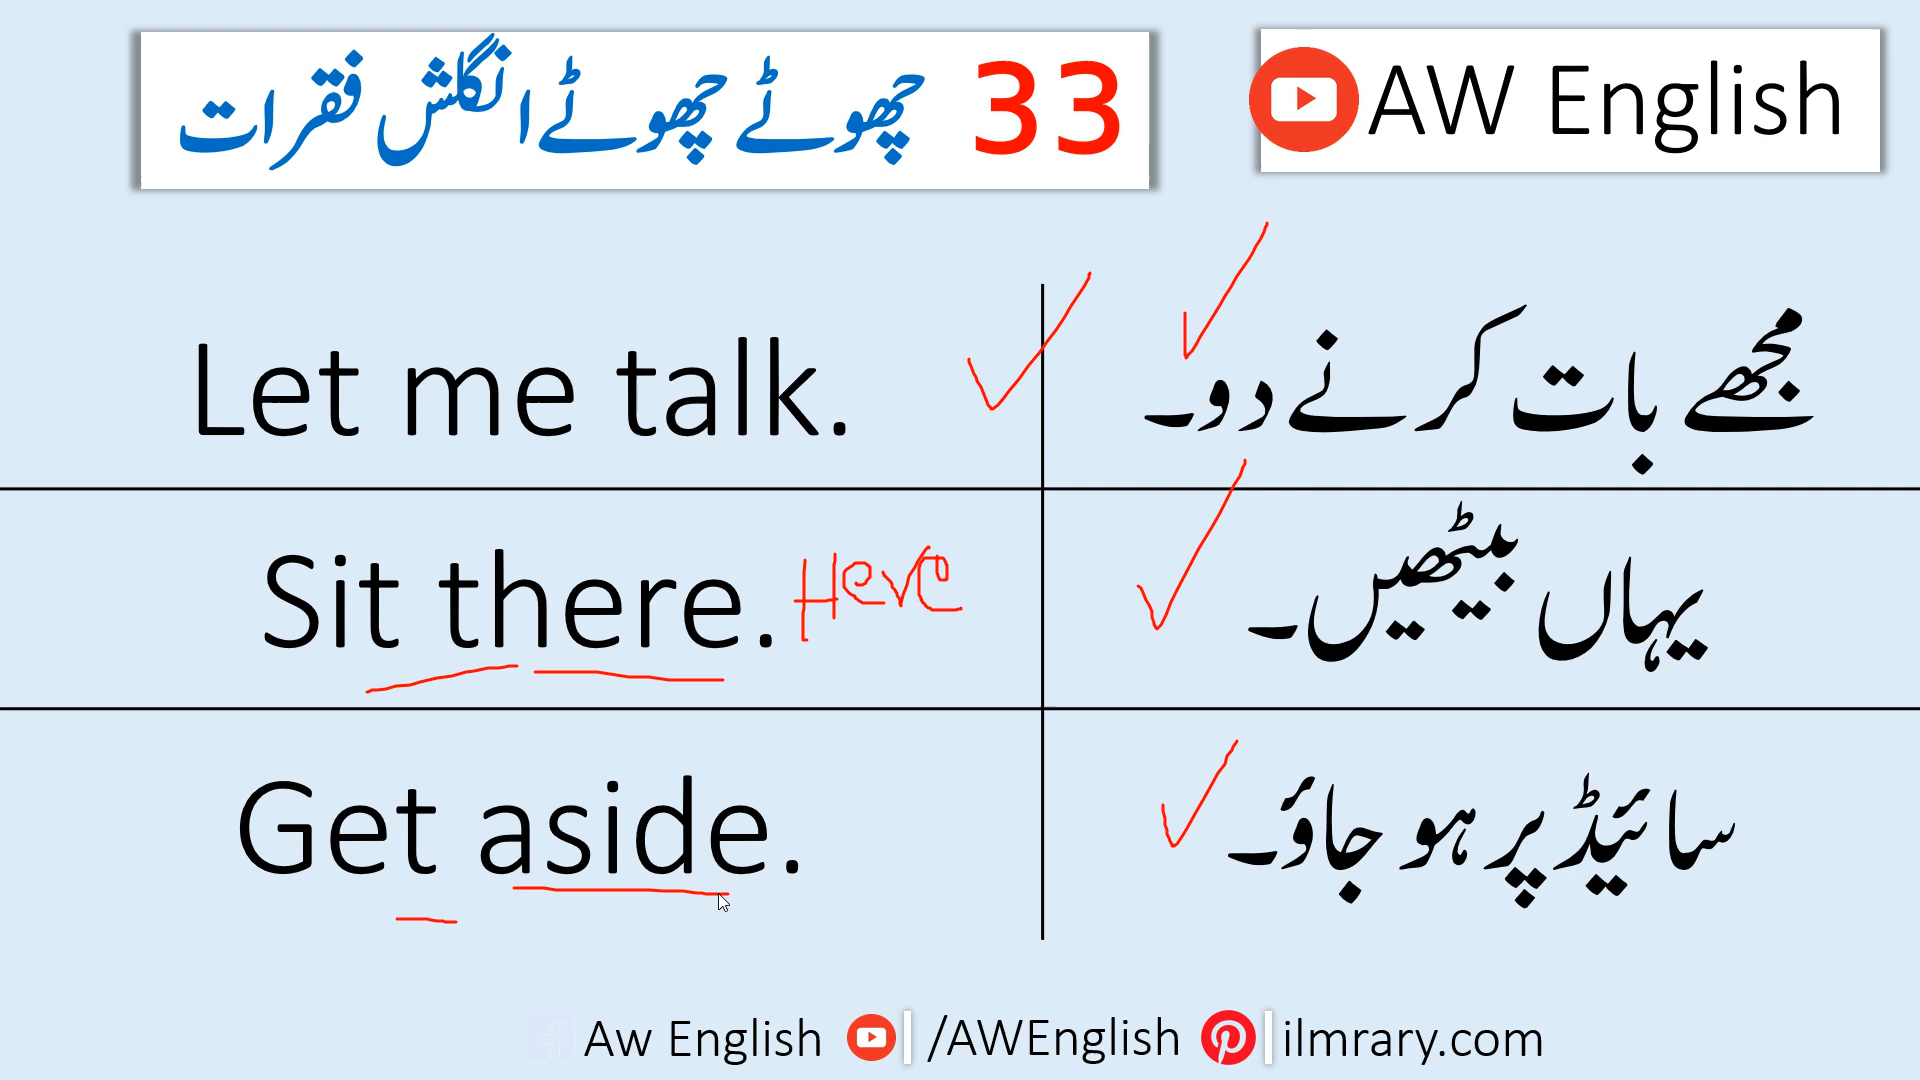 33 چھوٹے چھوٹے انگلش فقرات
AW English
Let me talk.
مجھے بات کرنے دو۔
Sit there. Here
یہاں بیٹھیں۔
Get aside.
سائیڈ پر ہو جاؤ۔
Aw English /AWEnglish ilmrary.com